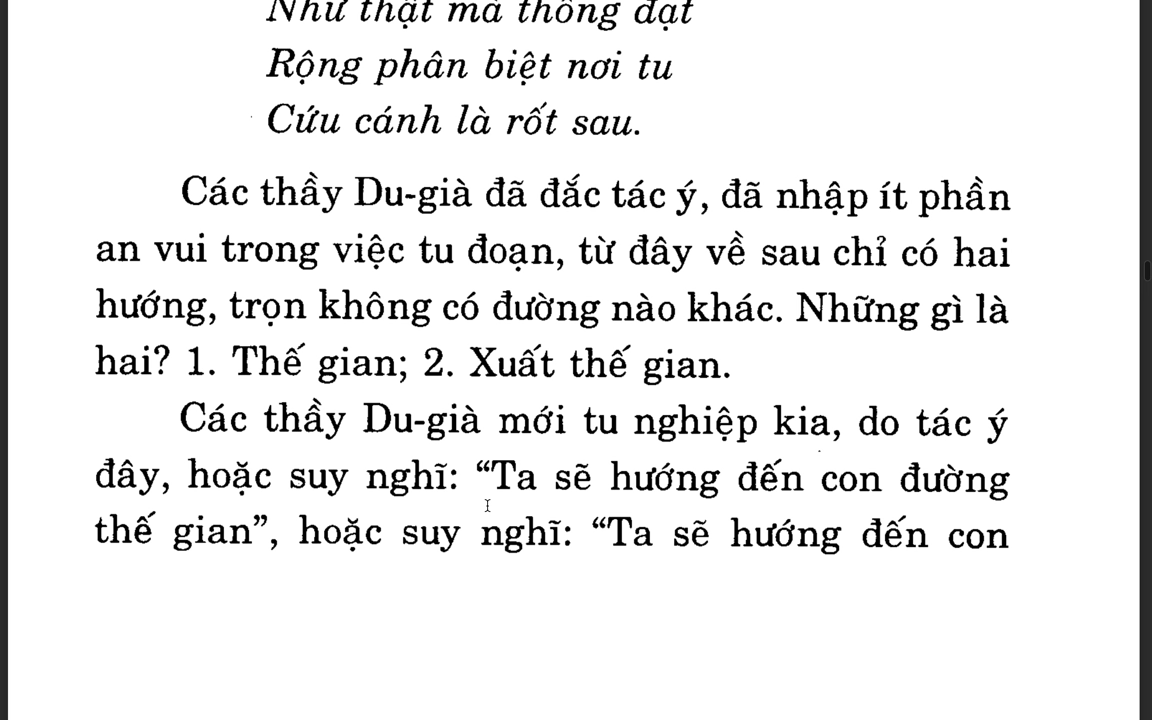 Như thật mà thông đạt
Rộng phân biệt nơi tu
Cứu cánh là rốt sau.
Các thầy Du-già đã đắc tác ý, đã nhập ít phần
an vui trong việc tu đoạn, từ đây về sau chỉ có hai
hướng, trọn không có đường nào khác. Những gì là
hai? 1. Thế gian; 2. Xuất thế gian.
Các thầy Du-già mới tu nghiệp kia, do tác ý
đây, hoặc suy nghĩ: “Ta sẽ hướng đến con đường
thế gian”, hoặc suy nghĩ: “Ta sẽ hướng đến con